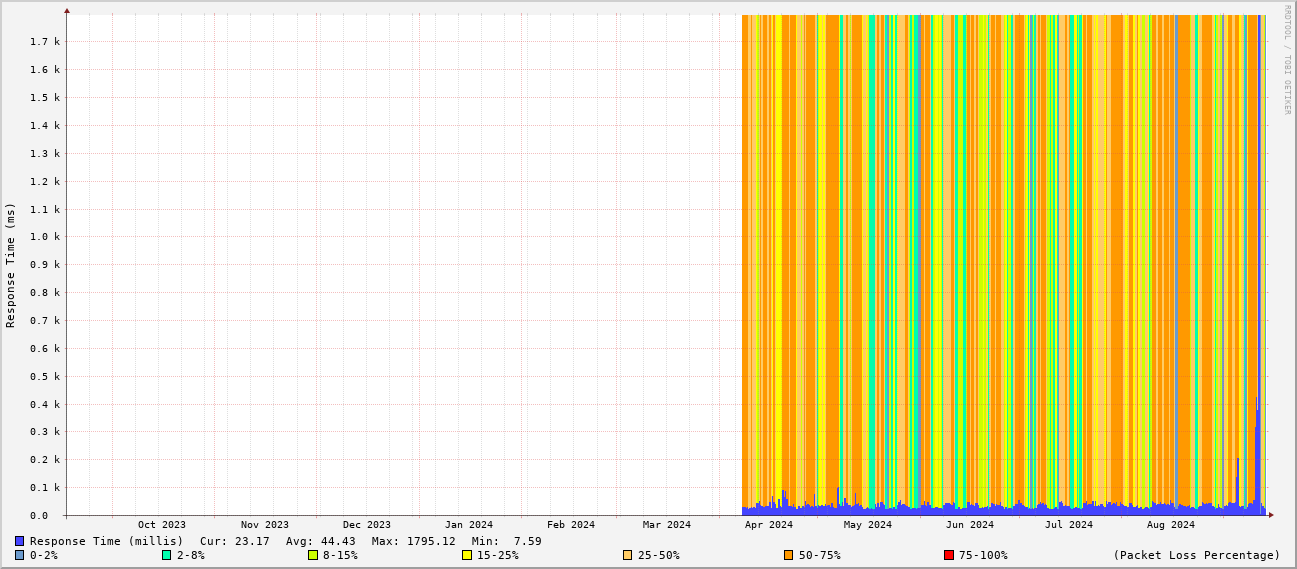 RRDTOOL / TOBI OETIKER
Response Time (ms)
1.7 k
1.6 k
1.5 k
1.4 k
1.3 k
1.2 k
1.1 k
1.0 k
0.9 k
0.8 k
0.7 k
0.6 k
0.5 k
0.4 k
0.3 k
0.2 k
0.1 k
0.0
Oct 2023 Nov 2023 Dec 2023 Jan 2024 Feb 2024 Mar 2024 Apr 2024 May 2024 Jun 2024 Jul 2024 Aug 2024
Response Time (millis) Cur: 23.17 Avg: 44.43 Max: 1795.12 Min: 7.59
0-2% 2-8% 8-15% 15-25% 25-50% 50-75% 75-100% (Packet Loss Percentage)